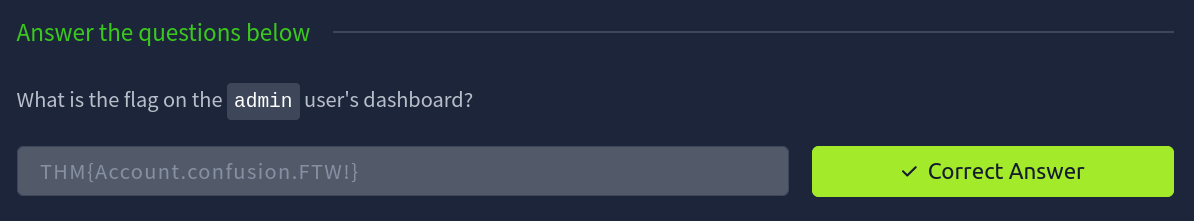 Answer the questions below
What is the flag on the admin user's dashboard?
THM{Account.confusion.FTW!}
✓ Correct Answer